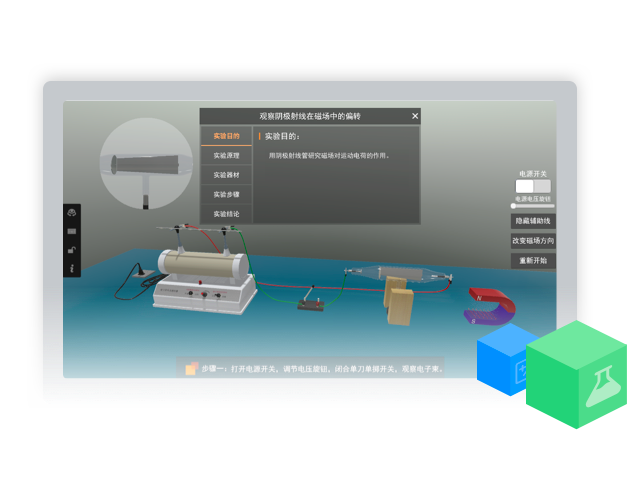 观察阴极射线在磁场中的偏转
实验目的
实验原理
实验器材
实验步骤
实验结论
实验目的：
用阴极射线管研究磁场对运动电荷的作用。
电源开关
电源电压旋钮
隐藏辅助线
改变磁场方向
重新开始
N
S
步骤一：打开电源开关，调节电压旋钮，闭合单刀单掷开关，观察电子束。